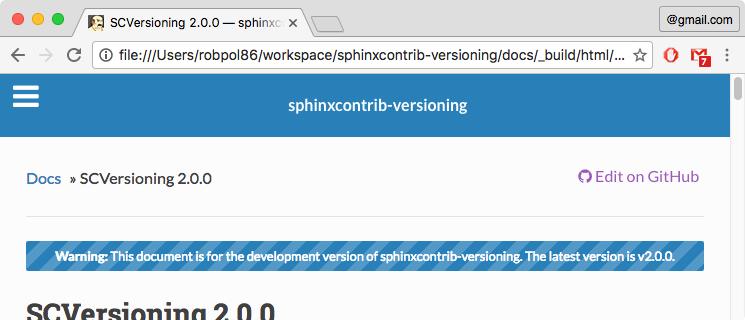 SCVersioning 2.0.0 — sphinxc
@gmail.com
file:///Users/robpol86/workspace/sphinxcontrib-versioning/docs/_build/html/...
7
sphinxcontrib-versioning
Docs » SCVersioning 2.0.0
Edit on GitHub
Warning: This document is for the development version of sphinxcontrib-versioning. The latest version is v2.0.0.
SCVersioning 2.0.0